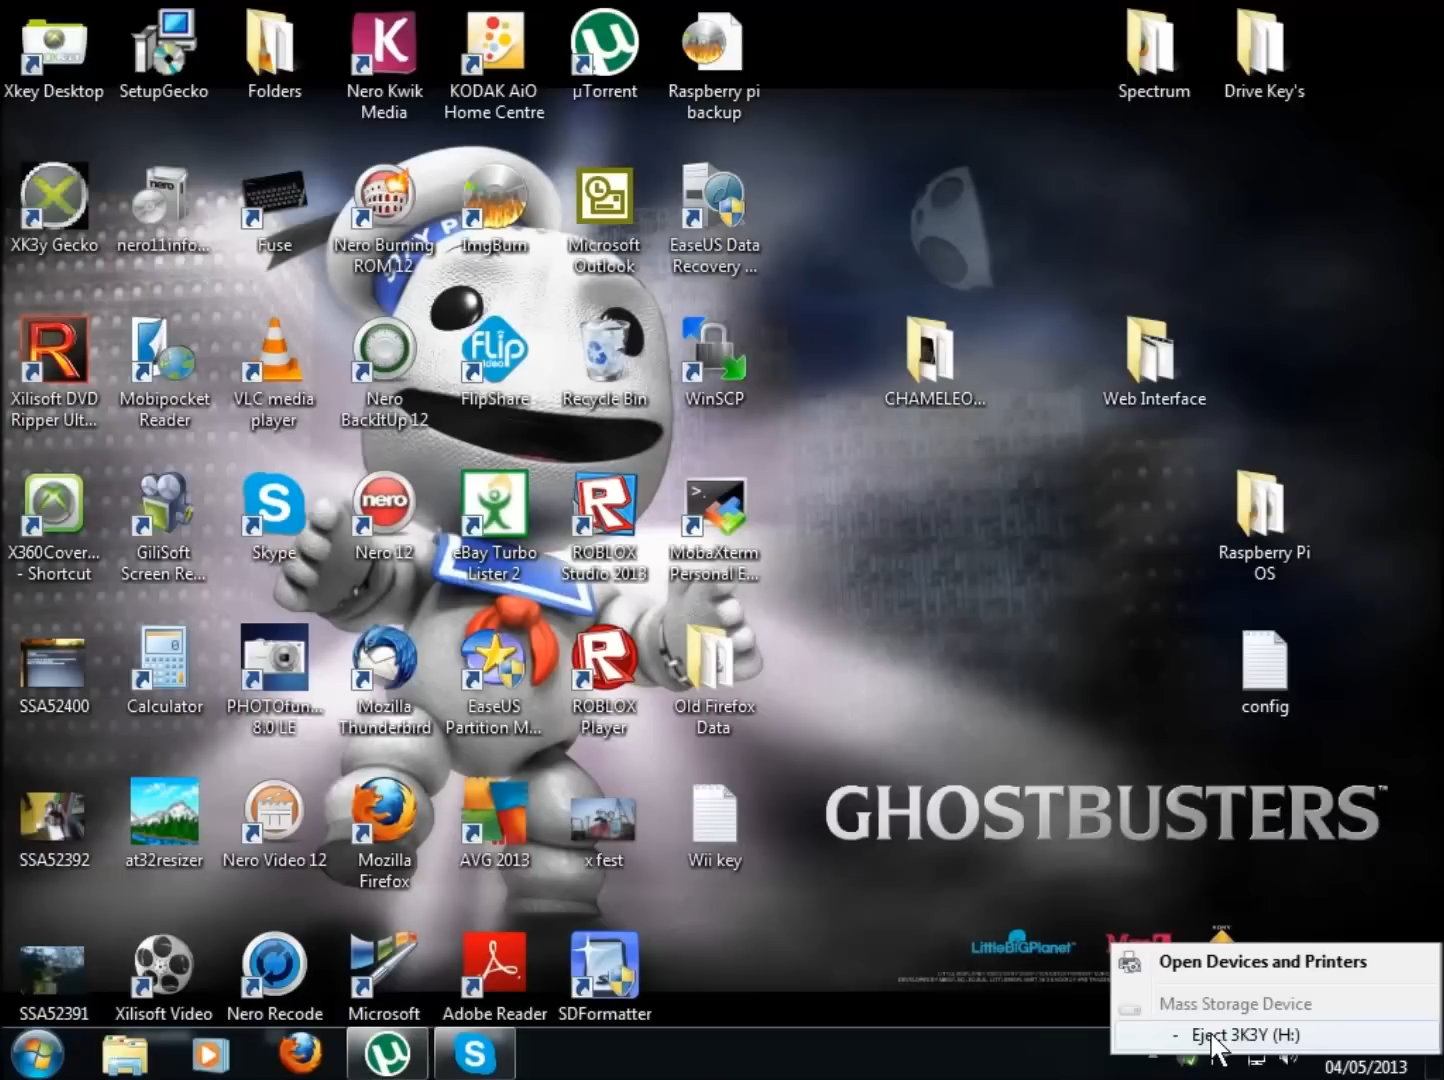 Xkey Desktop
SetupGecko
Folders
Nero Kwik
Media
KODAK AiO
Home Centre
µTorrent
Raspberry pi
backup
Spectrum
Drive Key's
XK3y Gecko
nero11info...
Fuse
Nero Burning
ROM 12
ImgBurn
Microsoft
Outlook
EaseUS Data
Recovery ...
Xilisoft DVD
Ripper Ult...
Mobipocket
Reader
VLC media
player
Nero
BackItUp 12
FlipShare
Recycle Bin
WinSCP
CHAMELEO...
Web Interface
X360Cover...
- Shortcut
GiliSoft
Screen Re...
Skype
Nero 12
eBay Turbo
Lister 2
ROBLOX
Studio 2013
MobaXterm
Personal E...
Raspberry Pi
OS
SSA52400
Calculator
PHOTOfun...
8.0 LE
Mozilla
Thunderbird
EaseUS
Partition M...
ROBLOX
Player
Old Firefox
Data
config
SSA52392
at32resizer
Nero Video 12
Mozilla
Firefox
AVG 2013
x fest
Wii key
GHOSTBUSTERS™
SSA52391
Xilisoft Video
Nero Recode
Microsoft
Adobe Reader
SDFormatter
LittleBIGPlanet™
Open Devices and Printers
Mass Storage Device
- Eject 3K3Y (H:)
04/05/2013